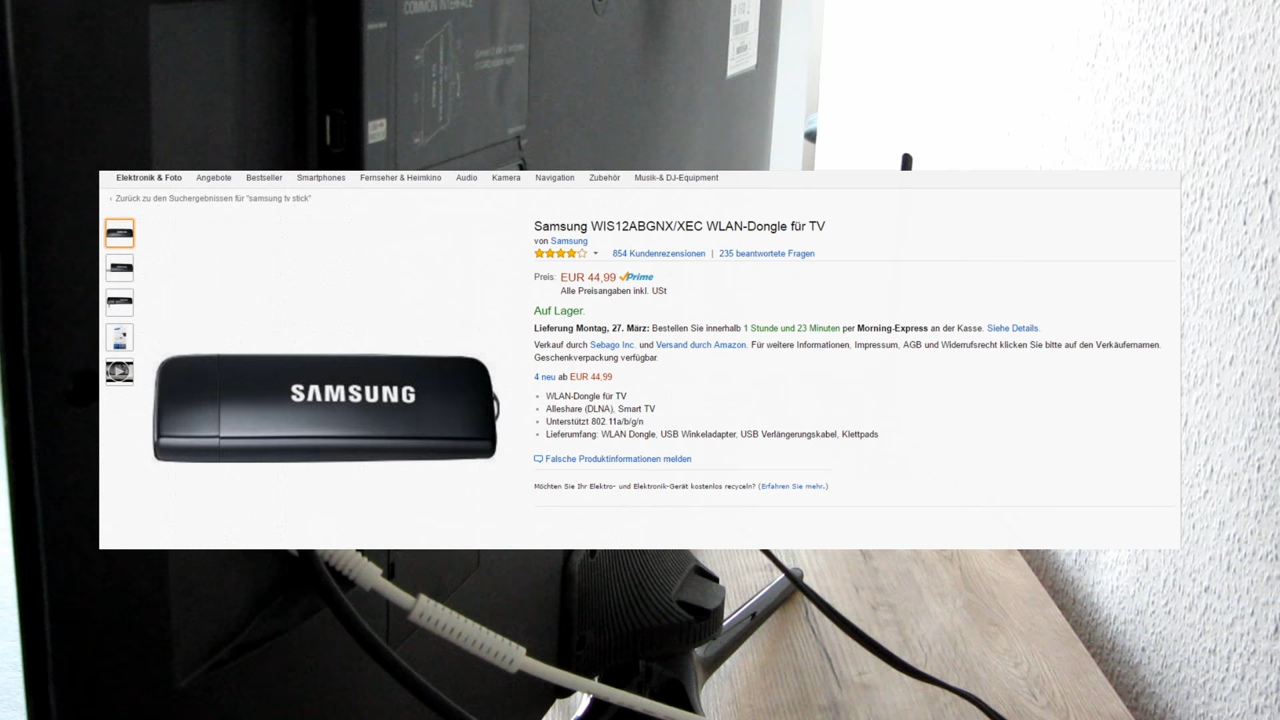 COMMON INTERFACE
Elektronik & Foto Angebote Bestseller Smartphones Fernseher & Heimkino Audio Kamera Navigation Zubehör Musik-& DJ-Equipment
‹ Zurück zu den Suchergebnissen für "samsung tv stick"
Samsung WIS12ABGNX/XEC WLAN-Dongle für TV
von Samsung
854 Kundenrezensionen | 235 beantwortete Fragen
Preis: EUR 44,99 Prime
Alle Preisangaben inkl. USt
Auf Lager.
Lieferung Montag, 27. März: Bestellen Sie innerhalb 1 Stunde und 23 Minuten per Morning-Express an der Kasse. Siehe Details.
Verkauf durch Sebago Inc. und Versand durch Amazon. Für weitere Informationen, Impressum, AGB und Widerrufsrecht klicken Sie bitte auf den Verkäufernamen.
Geschenkverpackung verfügbar.
4 neu ab EUR 44,99
• WLAN-Dongle für TV
• Alleshare (DLNA), Smart TV
• Unterstützt 802.11a/b/g/n
• Lieferumfang: WLAN Dongle, USB Winkeladapter, USB Verlängerungskabel, Klettpads
Falsche Produktinformationen melden
Möchten Sie Ihr Elektro- und Elektronik-Gerät kostenlos recyceln? (Erfahren Sie mehr.)
SAMSUNG